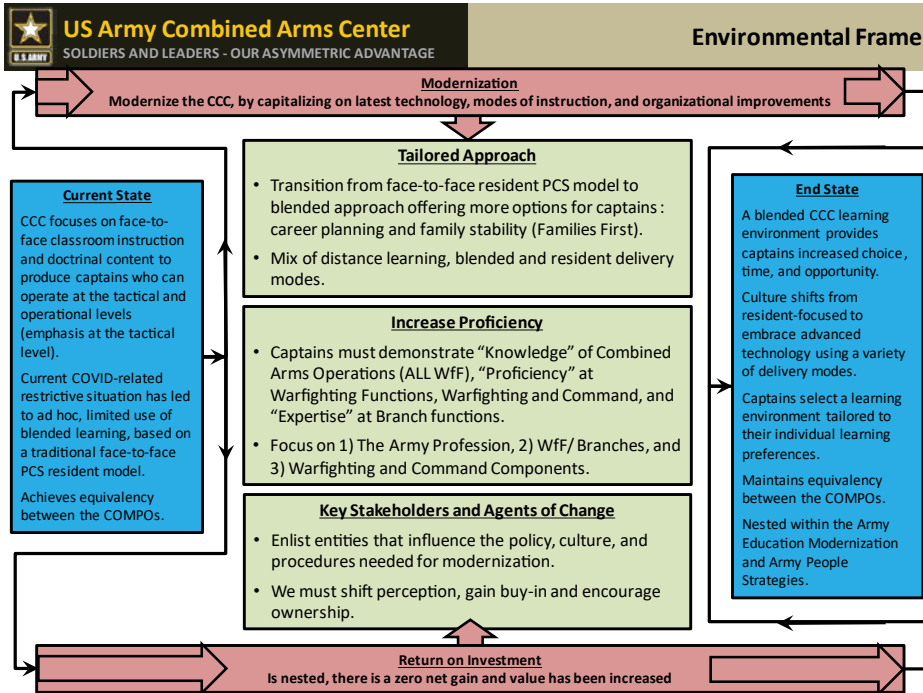 US Army Combined Arms Center
SOLDIERS AND LEADERS - OUR ASYMMETRIC ADVANTAGE
U.S.ARMY
Environmental Frame
Modernization
Modernize the CCC, by capitalizing on latest technology, modes of instruction, and organizational improvements
Current State
CCC focuses on face-to-
face classroom instruction
and doctrinal content to
produce captains who can
operate at the tactical and
operational levels
(emphasis at the tactical
level).
Current COVID-related
restrictive situation has led
to ad hoc, limited use of
blended learning, based on
a traditional face-to-face
PCS resident model.
Achieves equivalency
between the COMPOs.
Tailored Approach
• Transition from face-to-face resident PCS model to
blended approach offering more options for captains :
career planning and family stability (Families First).
• Mix of distance learning, blended and resident delivery
modes.
Increase Proficiency
• Captains must demonstrate “Knowledge” of Combined
Arms Operations (ALL WfF), “Proficiency” at
Warfighting Functions, Warfighting and Command, and
“Expertise” at Branch functions.
• Focus on 1) The Army Profession, 2) WfF/ Branches, and
3) Warfighting and Command Components.
Key Stakeholders and Agents of Change
• Enlist entities that influence the policy, culture, and
procedures needed for modernization.
• We must shift perception, gain buy-in and encourage
ownership.
End State
A blended CCC learning
environment provides
captains increased choice,
time, and opportunity.
Culture shifts from
resident-focused to
embrace advanced
technology using a variety
of delivery modes.
Captains select a learning
environment tailored to
their individual learning
preferences.
Maintains equivalency
between the COMPOs.
Nested within the Army
Education Modernization
and Army People
Strategies.
Return on Investment
Is nested, there is a zero net gain and value has been increased